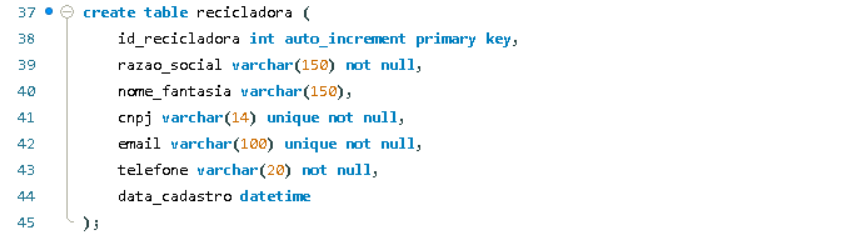 37 create table recicladora (
38 id_recicladora int auto_increment primary key,
39 razao_social varchar(150) not null,
40 nome_fantasia varchar(150),
41 cnpj varchar(14) unique not null,
42 email varchar(100) unique not null,
43 telefone varchar(20) not null,
44 data_cadastro datetime
45 );